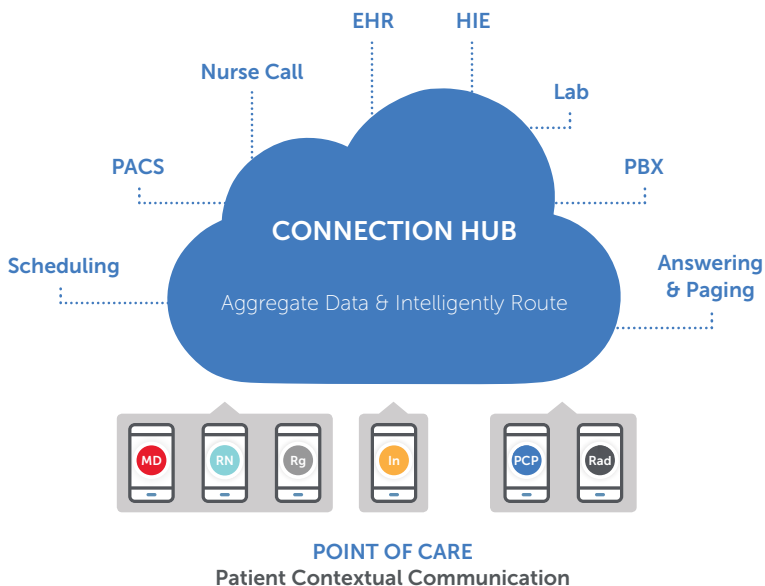 EHR
HIE
Nurse Call
Lab
PACS
PBX
CONNECTION HUB
Scheduling
Answering
& Paging
Aggregate Data & Intelligently Route
MD
RN
Rg
In
PCP
Rad
POINT OF CARE
Patient Contextual Communication